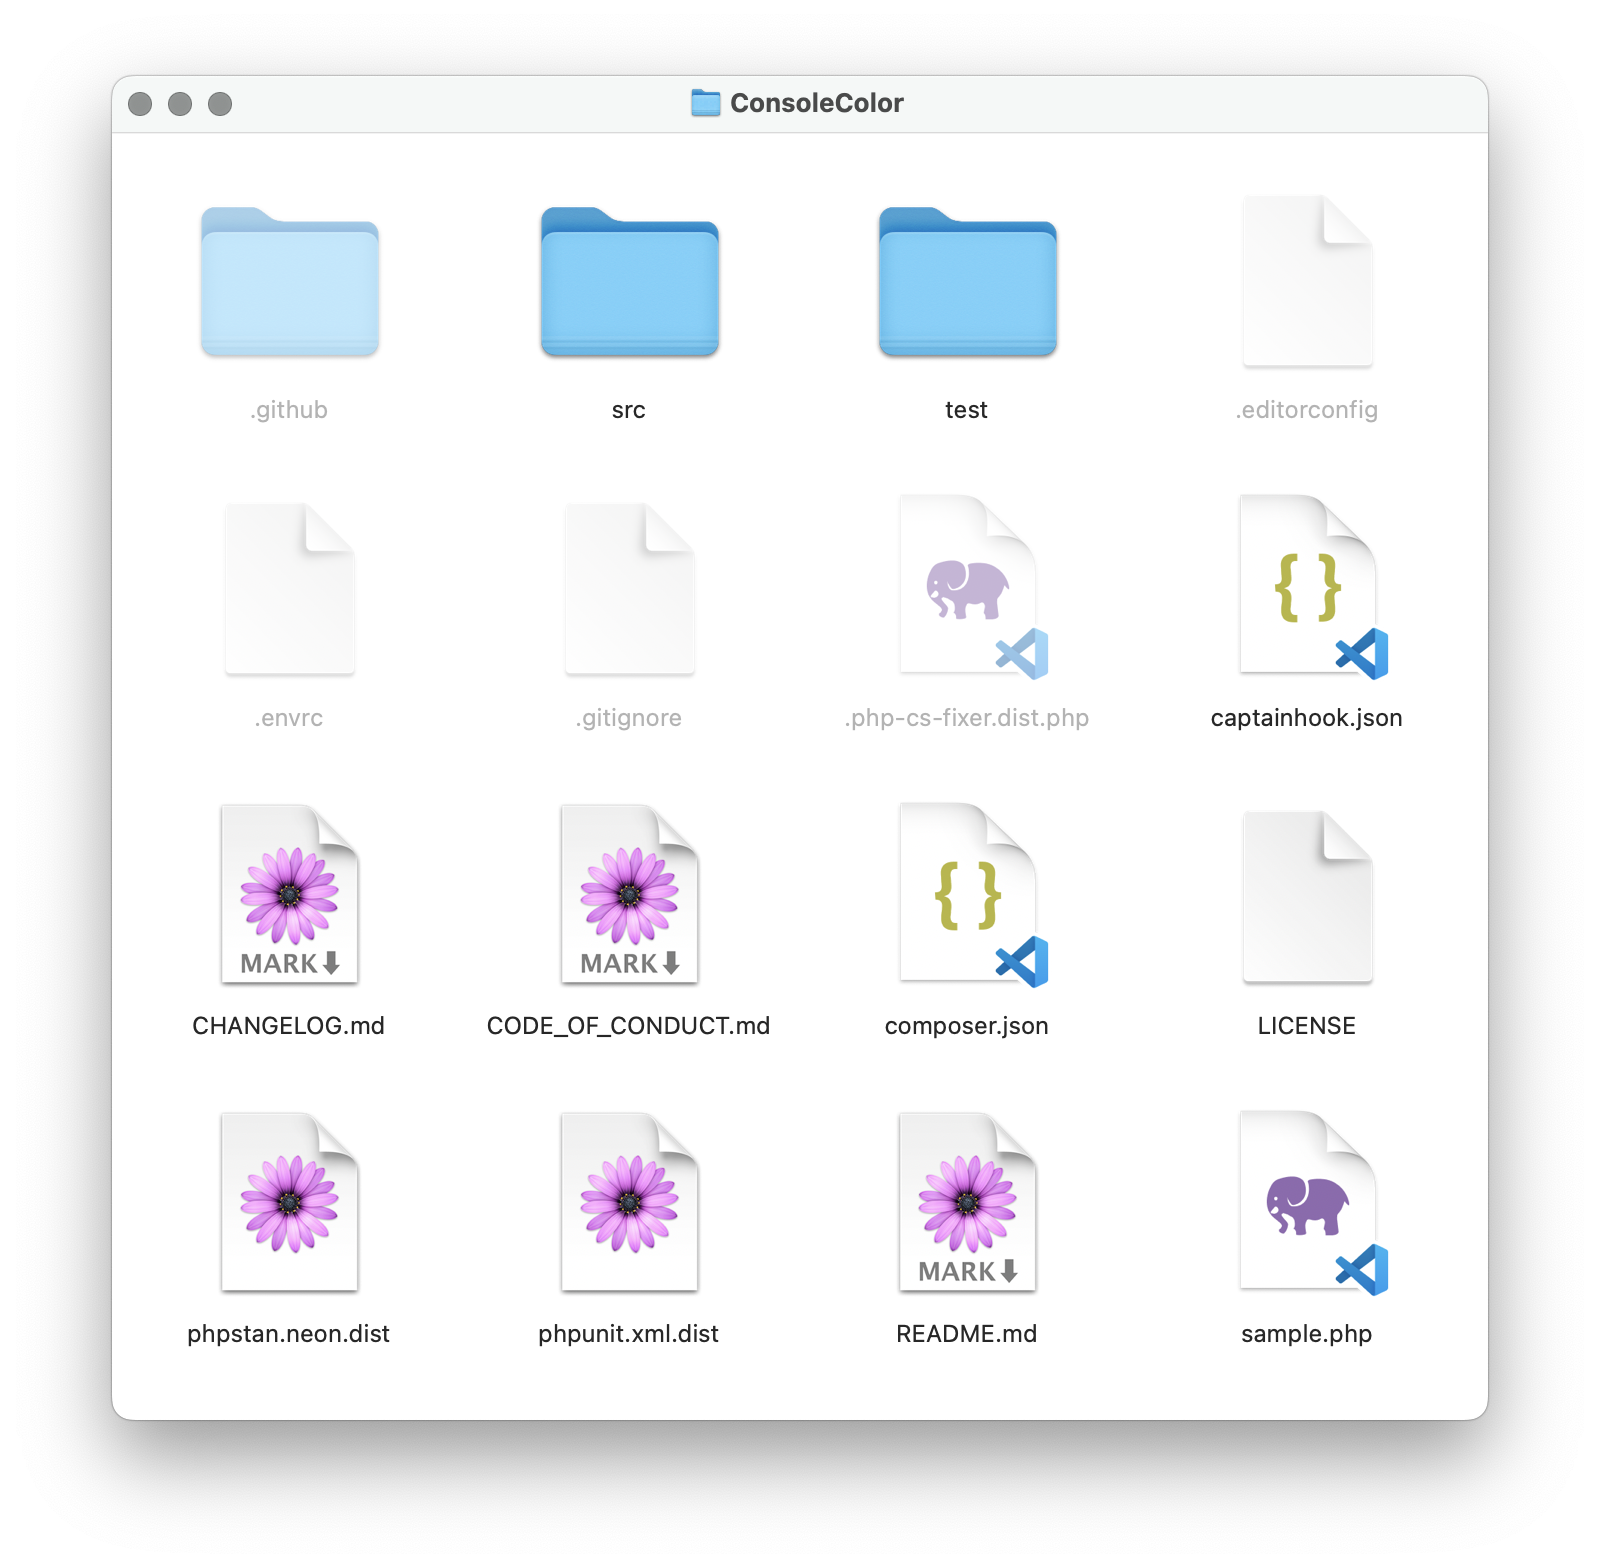 ConsoleColor
.github
src
test
.editorconfig
.envrc
.gitignore
.php-cs-fixer.dist.php
captainhook.json
MARK
CHANGELOG.md
MARK
CODE_OF_CONDUCT.md
composer.json
LICENSE
phpstan.neon.dist
phpunit.xml.dist
MARK
README.md
sample.php